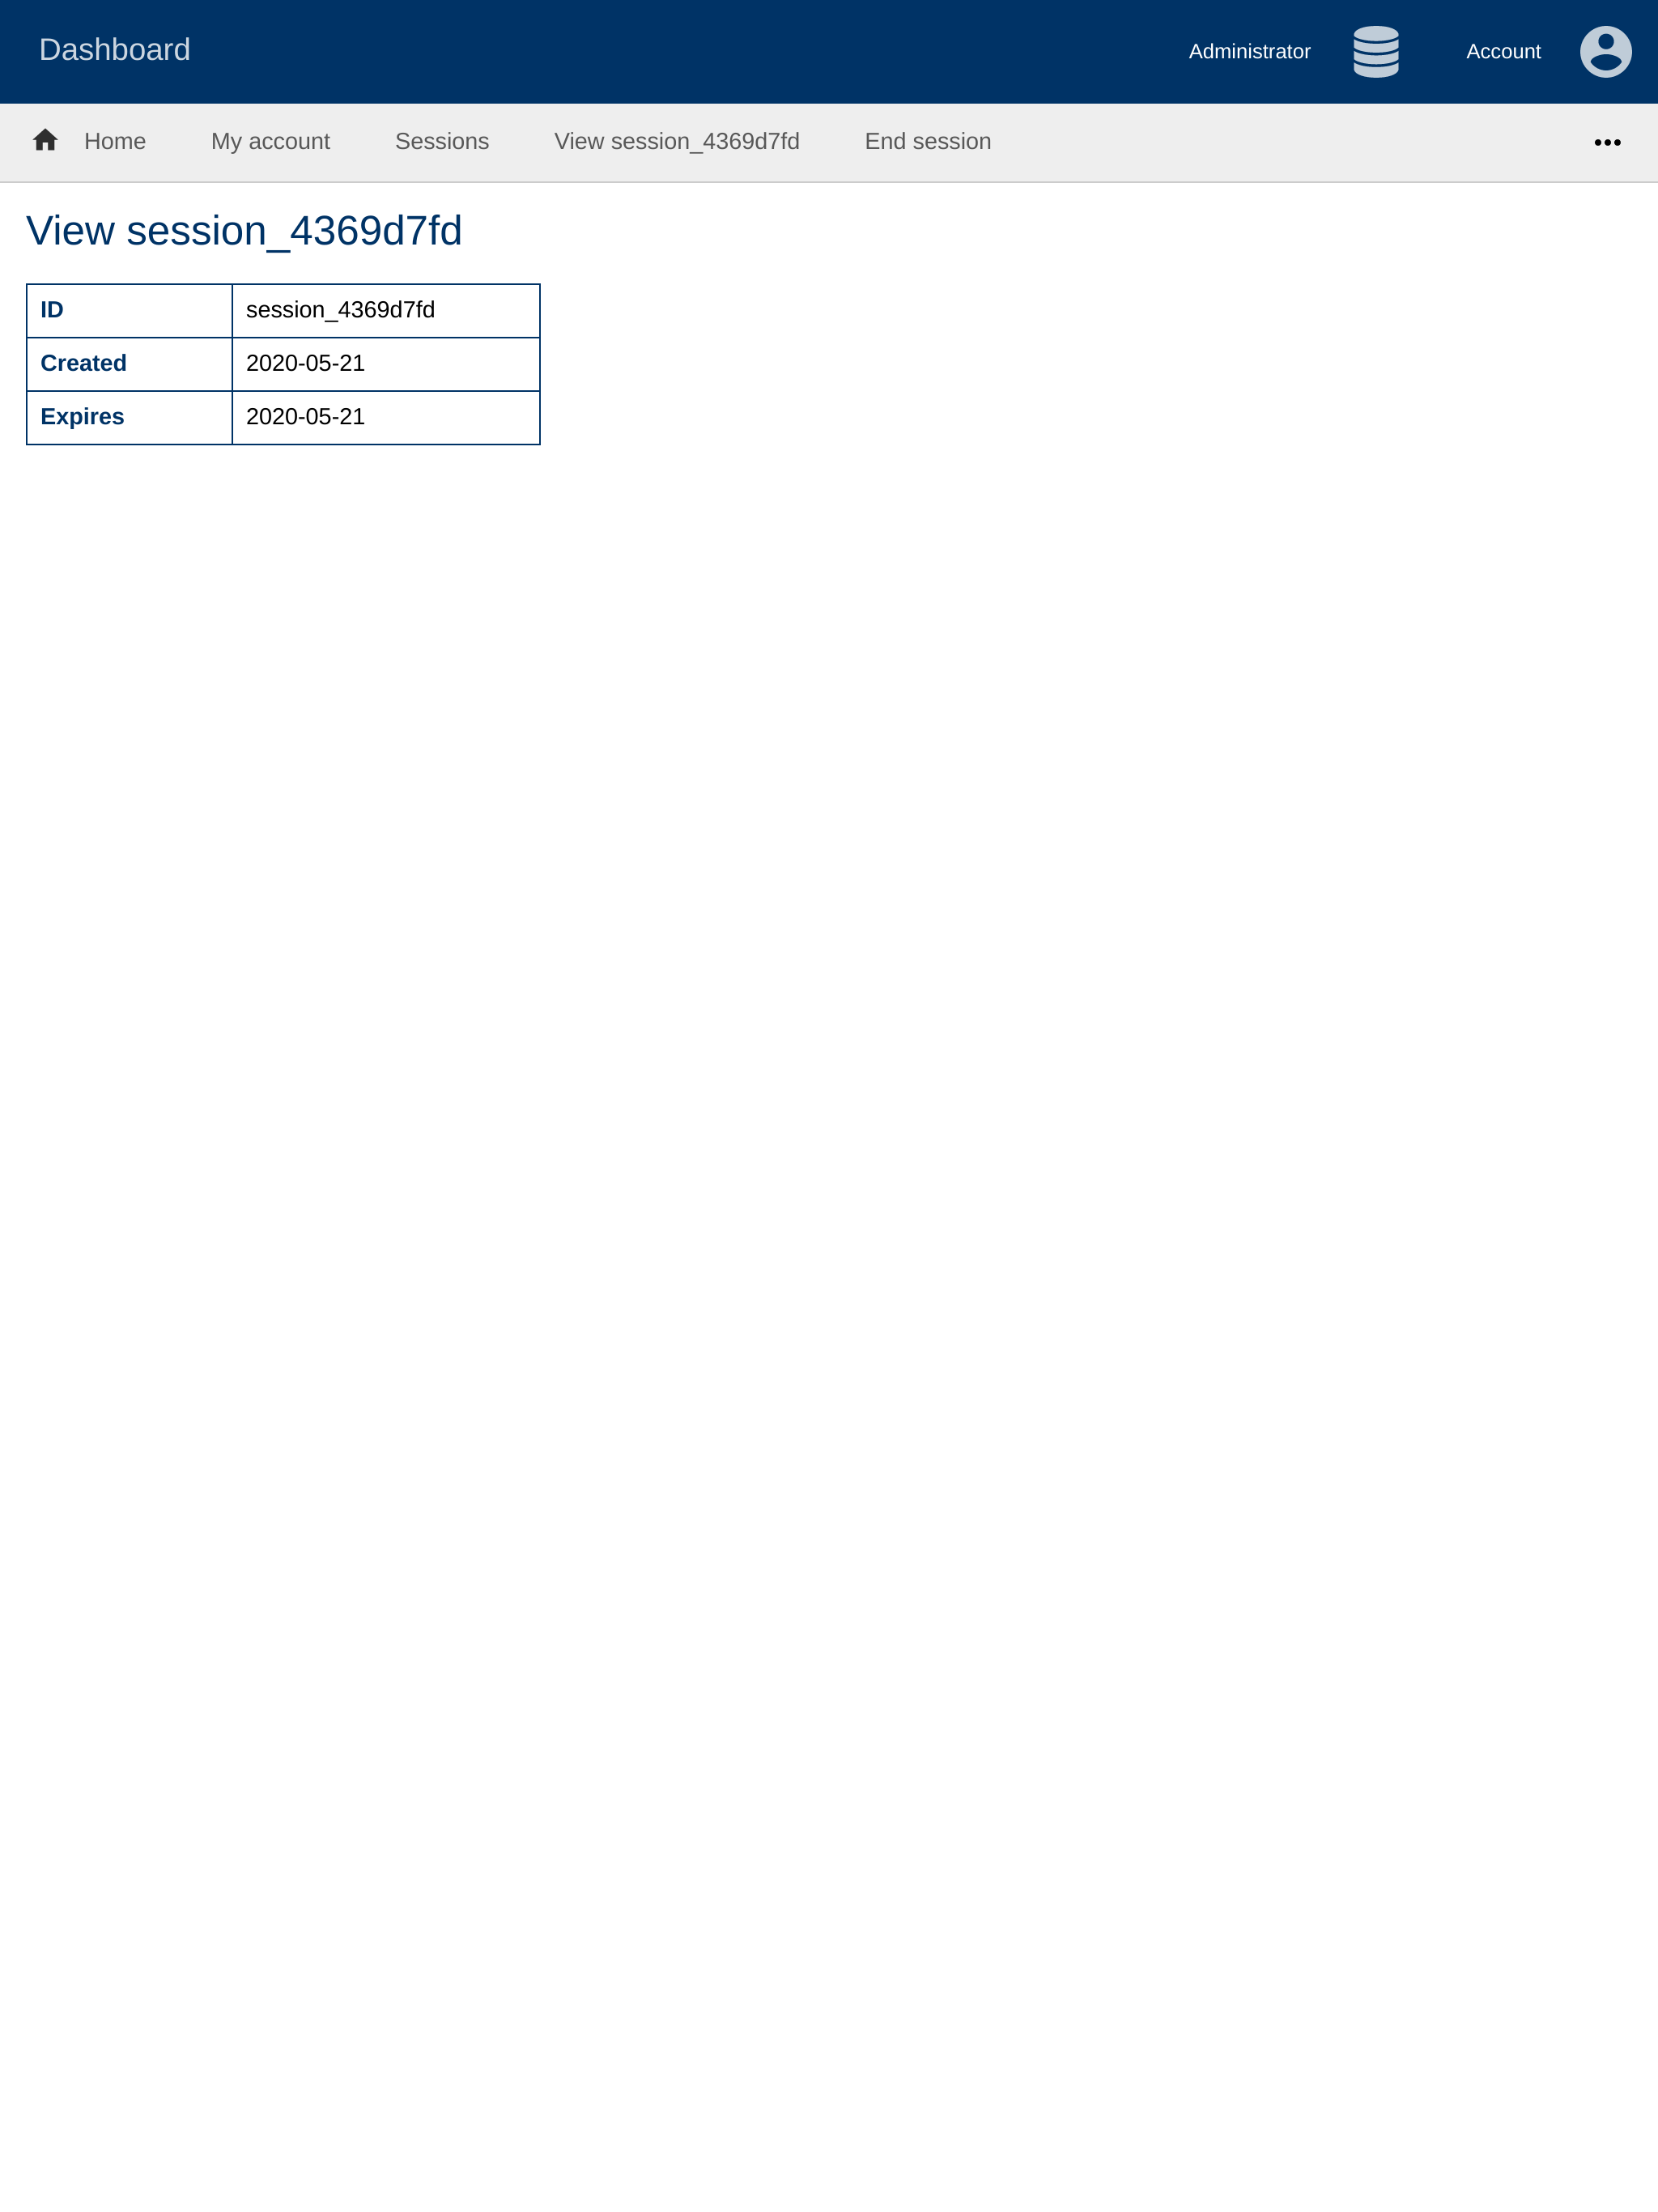 Dashboard
Administrator
Account
Home
My account
Sessions
View session_4369d7fd
End session
View session_4369d7fd
ID session_4369d7fd
Created 2020-05-21
Expires 2020-05-21